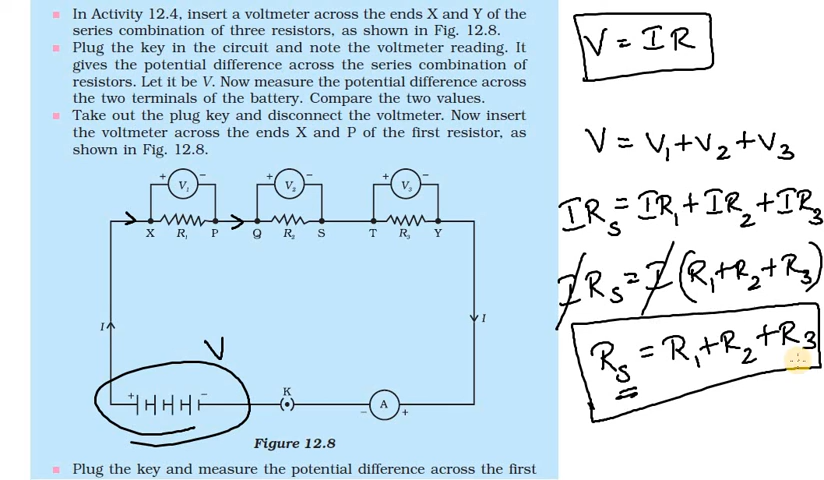 ▪ In Activity 12.4, insert a voltmeter across the ends X and Y of the
series combination of three resistors, as shown in Fig. 12.8.
▪ Plug the key in the circuit and note the voltmeter reading. It
gives the potential difference across the series combination of
resistors. Let it be V. Now measure the potential difference across
the two terminals of the battery. Compare the two values.
▪ Take out the plug key and disconnect the voltmeter. Now insert
the voltmeter across the ends X and P of the first resistor, as
shown in Fig. 12.8.
+ V₁ − + V₂ − + V₃ −
X R₁ P Q R₂ S T R₃ Y
I I
V
+ − K
− A +
Figure 12.8
▪ Plug the key and measure the potential difference across the first
V = IR
V = V₁ + V₂ + V₃
IRₛ = IR₁ + IR₂ + IR₃
IRₛ = I (R₁ + R₂ + R₃)
Rₛ = R₁ + R₂ + R₃